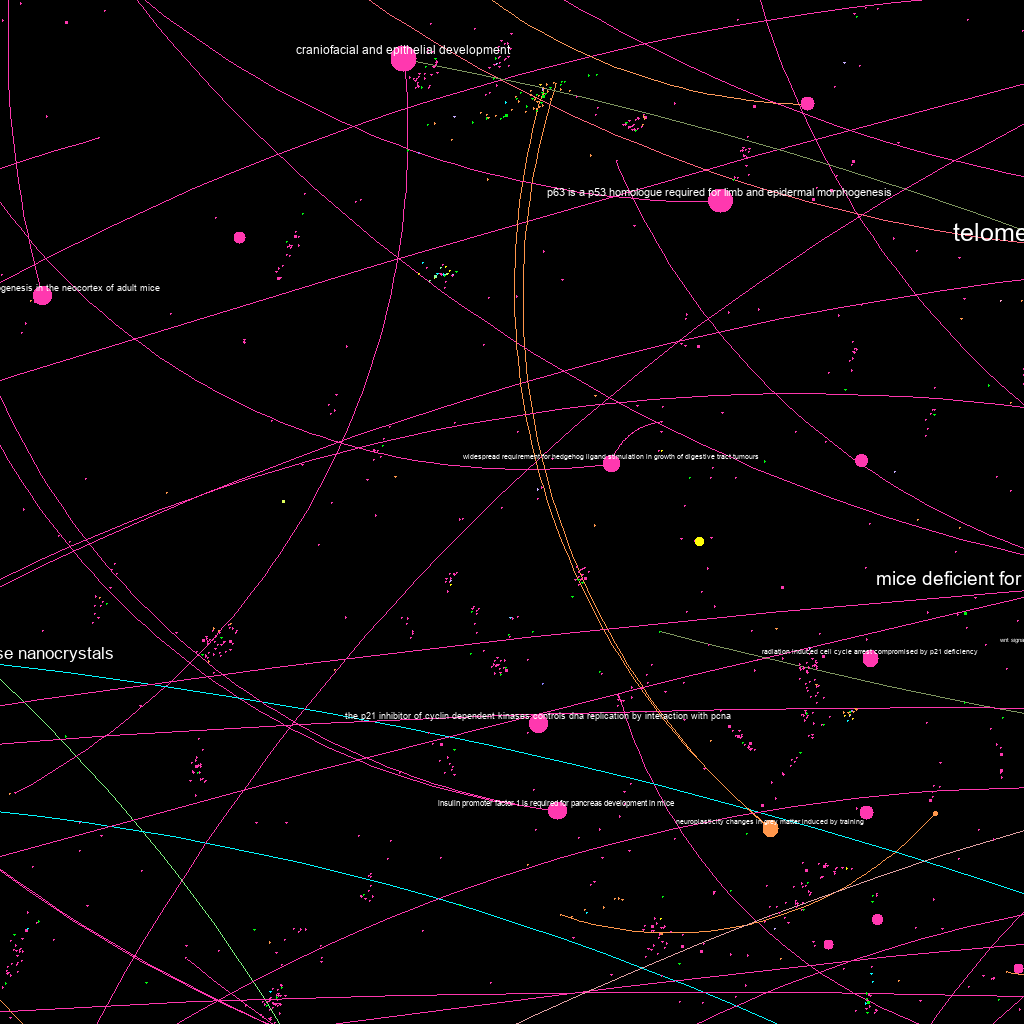 craniofacial and epithelial development
p63 is a p53 homologue required for limb and epidermal morphogenesis
telome
ogenesis in the neocortex of adult mice
widespread requirement for hedgehog ligand stimulation in growth of digestive tract tumours
mice deficient for
wnt signa
radiation induced cell cycle arrest compromised by p21 deficiency
se nanocrystals
the p21 inhibitor of cyclin dependent kinases controls dna replication by interaction with pcna
insulin promoter factor 1 is required for pancreas development in mice
neuroplasticity changes in grey matter induced by training